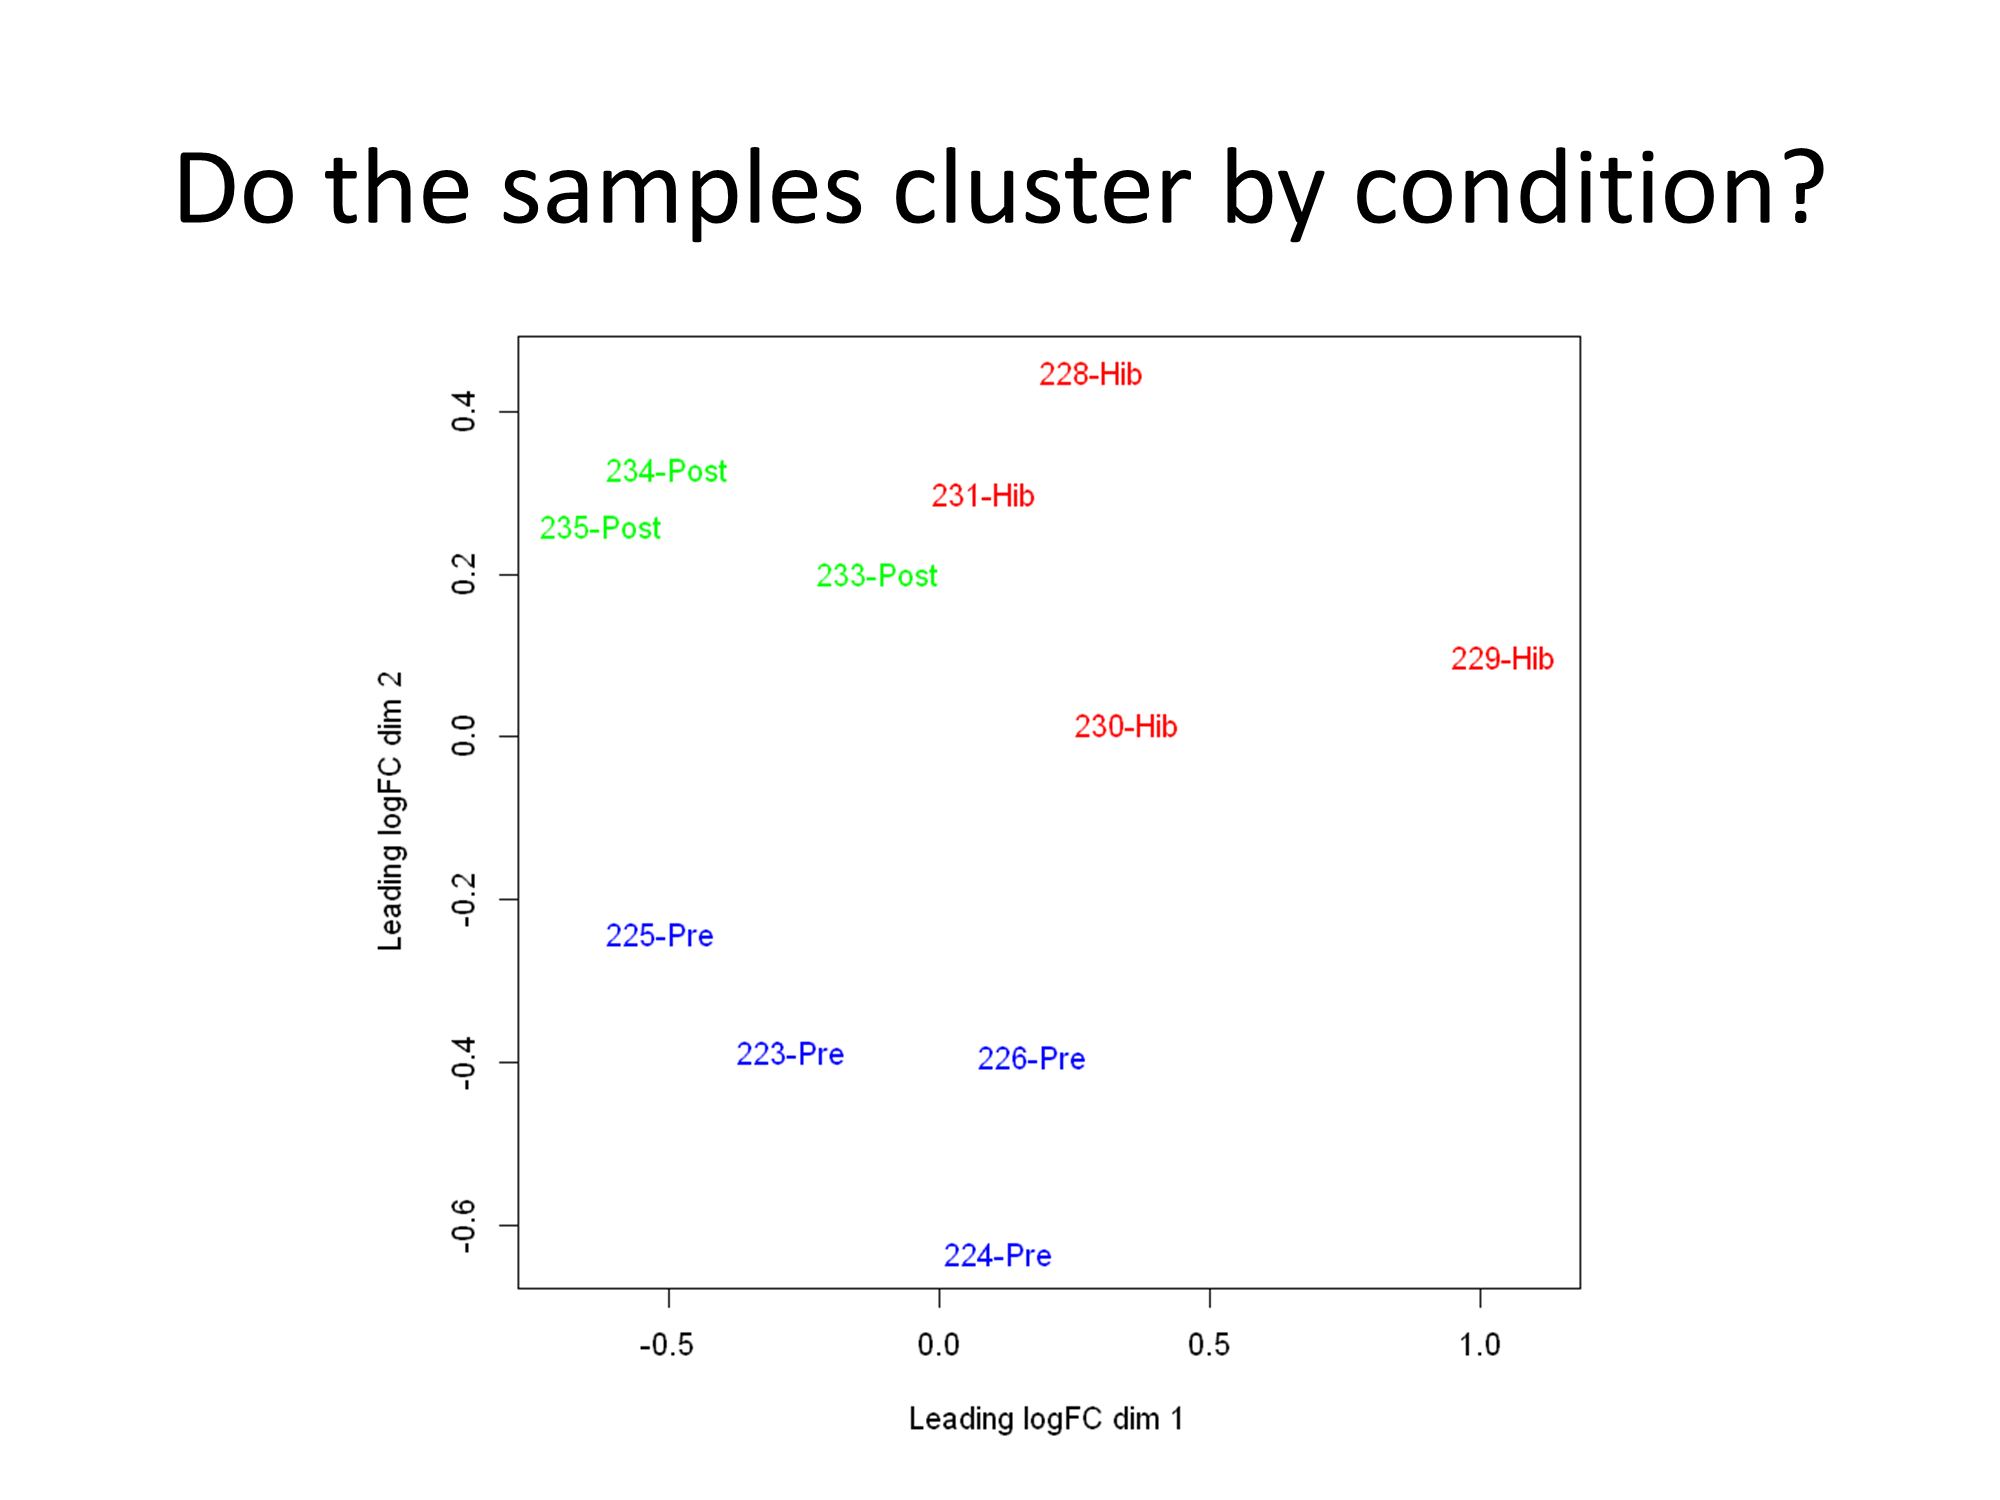 Do the samples cluster by condition?
228-Hib
234-Post
231-Hib
235-Post
233-Post
229-Hib
230-Hib
225-Pre
223-Pre
226-Pre
224-Pre
0.4
0.2
0.0
-0.2
-0.4
-0.6
Leading logFC dim 2
-0.5 0.0 0.5 1.0
Leading logFC dim 1